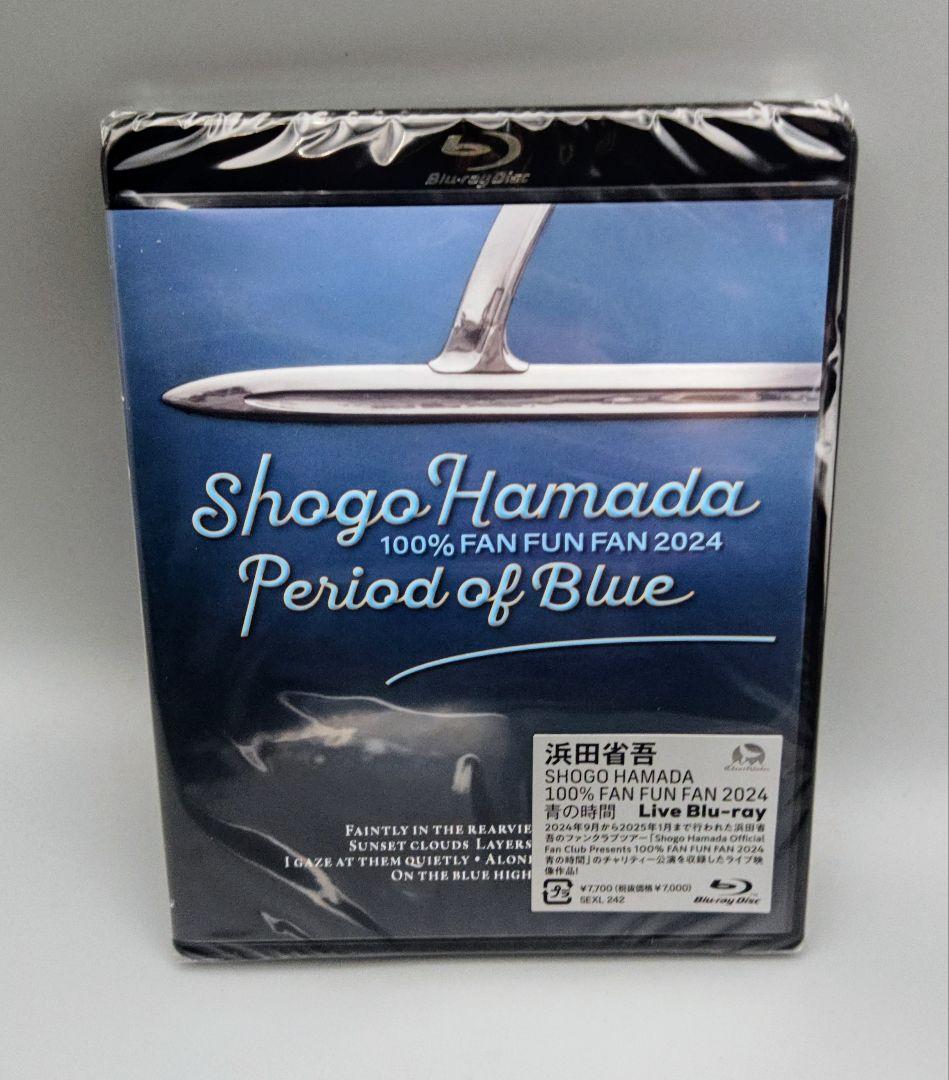 Blu-ray Disc
Shogo Hamada
100% FAN FUN FAN 2024
Period of Blue
FAINTLY IN THE REARVIE
SUNSET CLOUDS LAYERS
I GAZE AT THEM QUIETLY • ALONE
ON THE BLUE HIGH
浜田省吾
SHOGO HAMADA
100% FAN FUN FAN 2024
青の時間 Live Blu-ray
2024年9月から2025年1月まで行われた浜田省
吾のファンクラブツアー「Shogo Hamada Official
Fan Club Presents 100% FAN FUN FAN 2024
青の時間」のチャリティー公演を収録したライブ映
像作品!
¥7,700 (税抜価格 ¥7,000)
SEXL 242
Blu-ray Disc